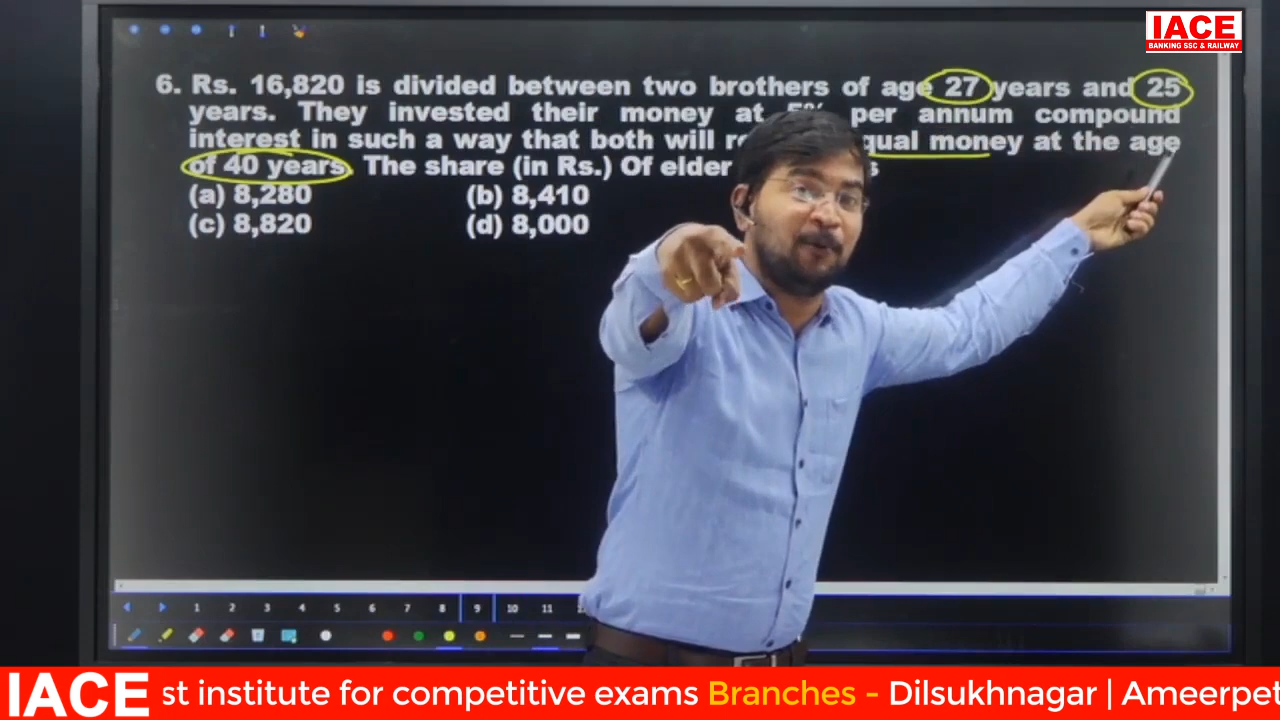 IACE
BANKING SSC & RAILWAY
6. Rs. 16,820 is divided between two brothers of age 27 years and 25
years. They invested their money at 5% per annum compound
interest in such a way that both will qual money at the age
of 40 years. The share (in Rs.) Of elder
(a) 8,280 (b) 8,410
(c) 8,820 (d) 8,000
1 2 3 4 5 6 7 8 9 10 11
IACE st institute for competitive exams Branches - Dilsukhnagar | Ameerpet